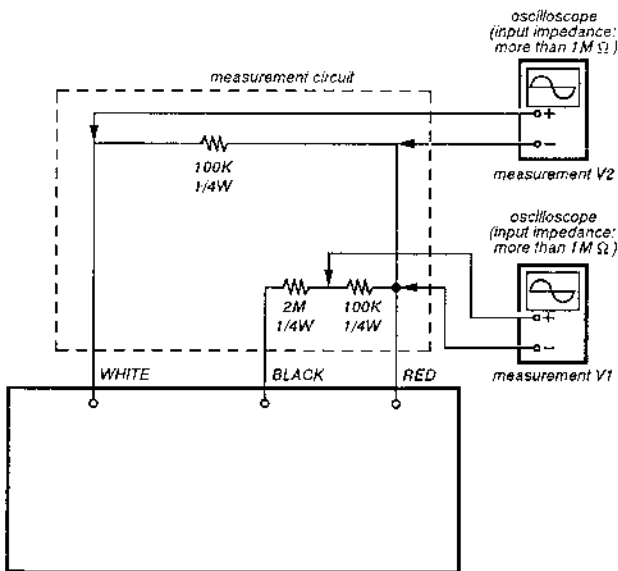 oscilloscope
(input impedance:
more than 1M Ω)
measurement circuit
+
−
100K
1/4W
measurement V2
oscilloscope
(input impedance:
more than 1M Ω)
2M
1/4W
100K
1/4W
+
−
WHITE
BLACK
RED
measurement V1